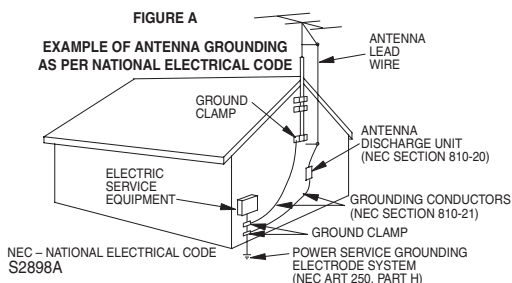 FIGURE A
EXAMPLE OF ANTENNA GROUNDING
AS PER NATIONAL ELECTRICAL CODE
ANTENNA
LEAD
WIRE
GROUND
CLAMP
ANTENNA
DISCHARGE UNIT
(NEC SECTION 810-20)
ELECTRIC
SERVICE
EQUIPMENT
GROUNDING CONDUCTORS
(NEC SECTION 810-21)
GROUND CLAMP
POWER SERVICE GROUNDING
ELECTRODE SYSTEM
(NEC ART 250, PART H)
NEC – NATIONAL ELECTRICAL CODE
S2898A